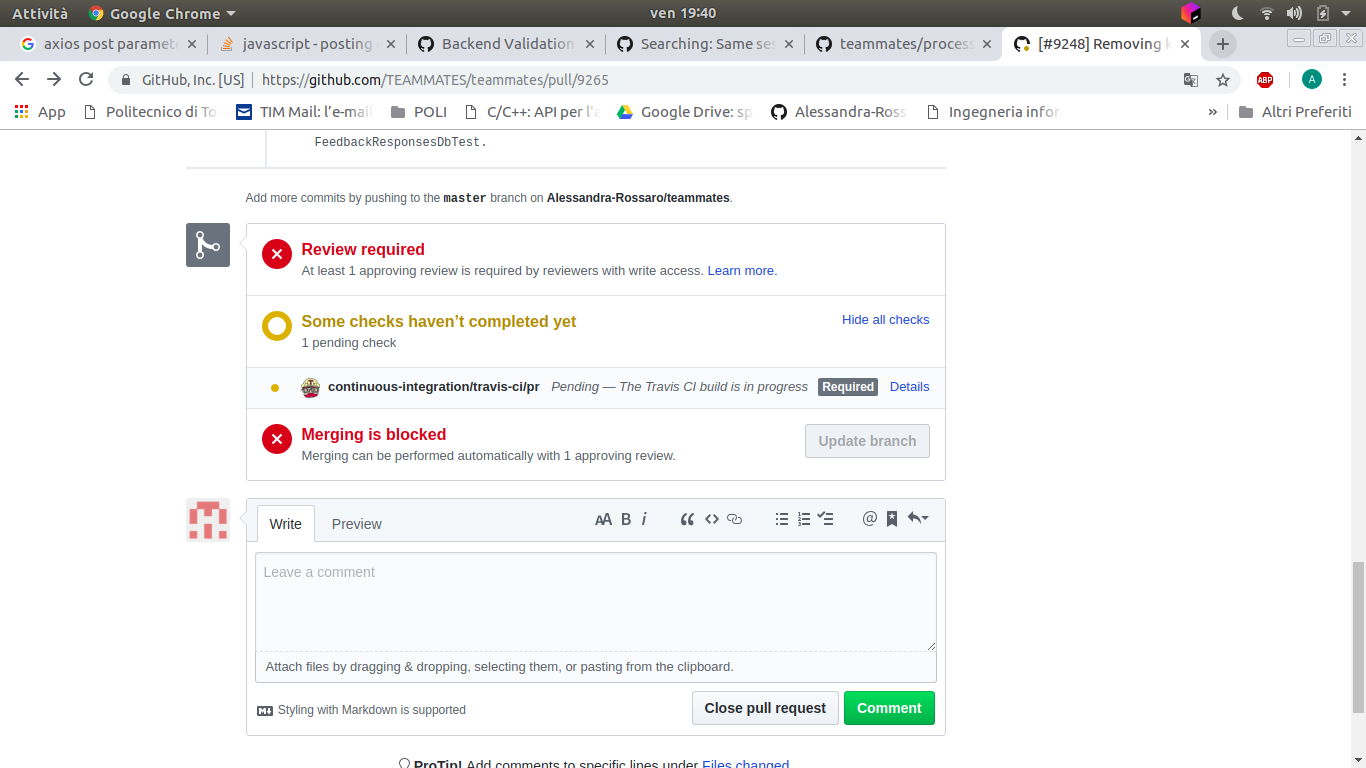 Attività Google Chrome ven 19:40
axios post paramet javascript - posting Backend Validation Searching: Same ses teammates/process [#9248] Removing k
GitHub, Inc. [US] https://github.com/TEAMMATES/teammates/pull/9265 ABP A
App Politecnico di To TIM Mail: l'e-mail POLI C/C++: API per l'a Google Drive: sp Alessandra-Ross Ingegneria infor » Altri Preferiti
FeedbackResponsesDbTest.
Add more commits by pushing to the master branch on Alessandra-Rossaro/teammates.
Review required
At least 1 approving review is required by reviewers with write access. Learn more.
Some checks haven’t completed yet Hide all checks
1 pending check
continuous-integration/travis-ci/pr Pending — The Travis CI build is in progress Required Details
Merging is blocked Update branch
Merging can be performed automatically with 1 approving review.
Write Preview AA B i @
Leave a comment
Attach files by dragging & dropping, selecting them, or pasting from the clipboard.
Styling with Markdown is supported Close pull request Comment
ProTip! Add comments to specific lines under Files changed